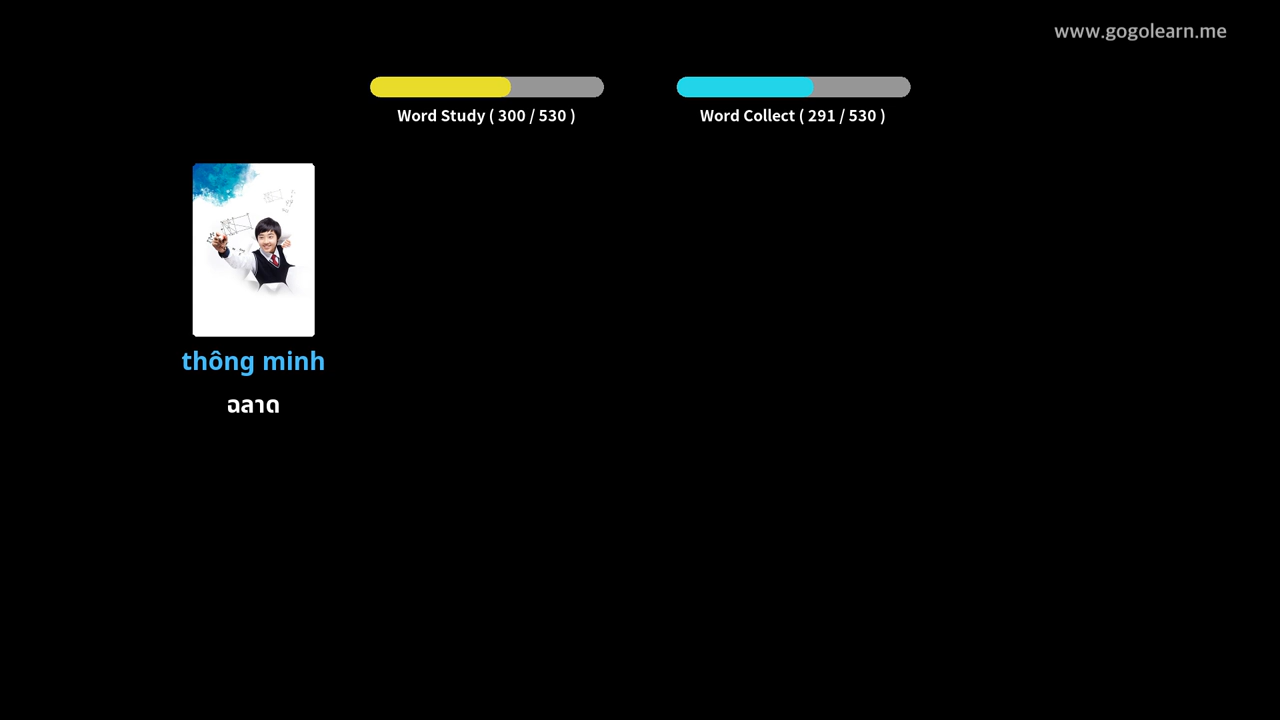 www.gogolearn.me
Word Study ( 300 / 530 )
Word Collect ( 291 / 530 )
thông minh
ฉลาด